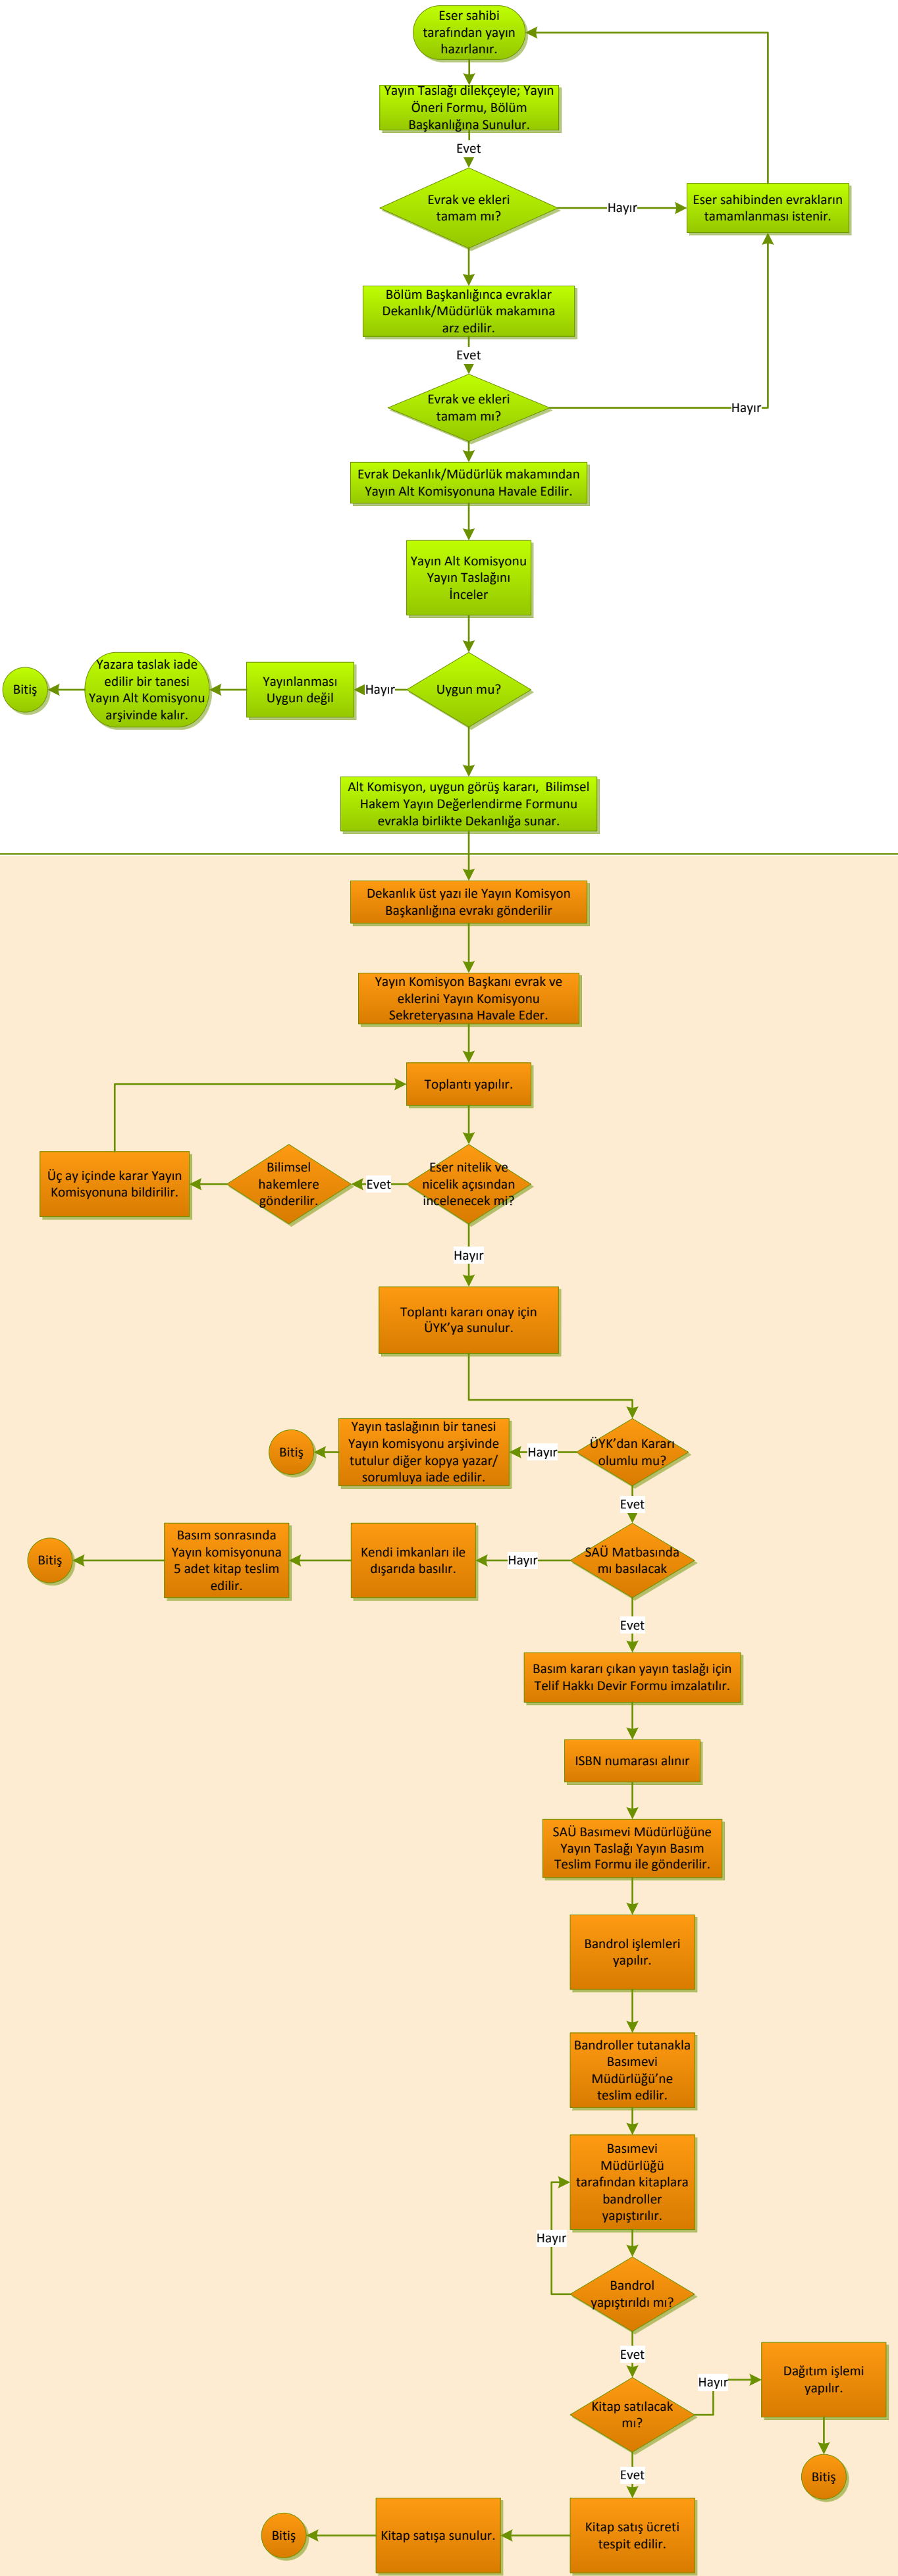 Eser sahibi
tarafından yayın
hazırlanır.
Yayın Taslağı dilekçeyle; Yayın
Öneri Formu, Bölüm
Başkanlığına Sunulur.
Evet
Evrak ve ekleri
tamam mı?
Hayır
Eser sahibinden evrakların
tamamlanması istenir.
Bölüm Başkanlığınca evraklar
Dekanlık/Müdürlük makamına
arz edilir.
Evet
Evrak ve ekleri
tamam mı?
Hayır
Evrak Dekanlık/Müdürlük makamından
Yayın Alt Komisyonuna Havale Edilir.
Yayın Alt Komisyonu
Yayın Taslağını
İnceler
Uygun mu?
Hayır
Yayınlanması
Uygun değil
Yazara taslak iade
edilir bir tanesi
Yayın Alt Komisyonu
arşivinde kalır.
Bitiş
Alt Komisyon, uygun görüş kararı, Bilimsel
Hakem Yayın Değerlendirme Formunu
evrakla birlikte Dekanlığa sunar.
Dekanlık üst yazı ile Yayın Komisyon
Başkanlığına evrakı gönderilir
Yayın Komisyon Başkanı evrak ve
eklerini Yayın Komisyonu
Sekreteryasına Havale Eder.
Toplantı yapılır.
Eser nitelik ve
nicelik açısından
incelenecek mi?
Evet
Bilimsel
hakemlere
gönderilir.
Üç ay içinde karar Yayın
Komisyonuna bildirilir.
Hayır
Toplantı kararı onay için
ÜYK’ya sunulur.
ÜYK’dan Kararı
olumlu mu?
Hayır
Yayın taslağının bir tanesi
Yayın komisyonu arşivinde
tutulur diğer kopya yazar/
sorumluya iade edilir.
Bitiş
Evet
SAÜ Matbasında
mı basılacak
Hayır
Kendi imkanları ile
dışarıda basılır.
Basım sonrasında
Yayın komisyonuna
5 adet kitap teslim
edilir.
Bitiş
Evet
Basım kararı çıkan yayın taslağı için
Telif Hakkı Devir Formu imzalatılır.
ISBN numarası alınır
SAÜ Basımevi Müdürlüğüne
Yayın Taslağı Yayın Basım
Teslim Formu ile gönderilir.
Bandrol işlemleri
yapılır.
Bandroller tutanakla
Basımevi
Müdürlüğü’ne
teslim edilir.
Basımevi
Müdürlüğü
tarafından kitaplara
bandroller
yapıştırılır.
Hayır
Bandrol
yapıştırıldı mı?
Evet
Kitap satılacak
mı?
Hayır
Dağıtım işlemi
yapılır.
Bitiş
Evet
Kitap satış ücreti
tespit edilir.
Kitap satışa sunulur.
Bitiş